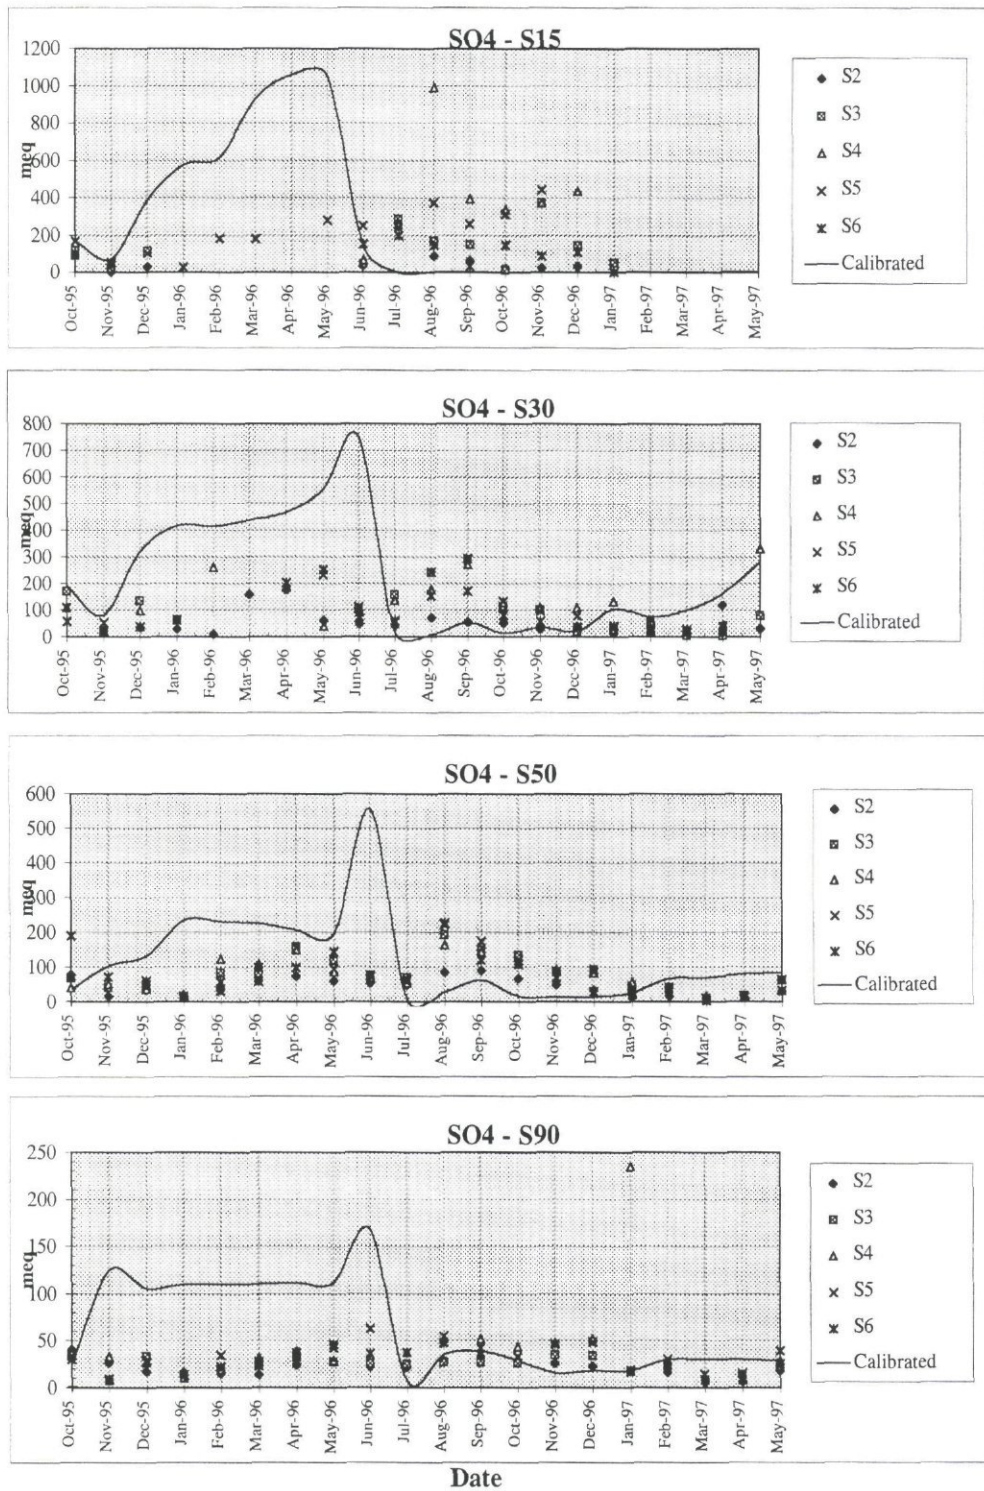 SO4 - S15
1200
1000
800
600
400
200
0
meq
Oct-95
Nov-95
Dec-95
Jan-96
Feb-96
Mar-96
Apr-96
May-96
Jun-96
Jul-96
Aug-96
Sep-96
Oct-96
Nov-96
Dec-96
Jan-97
Feb-97
Mar-97
Apr-97
May-97
S2
S3
S4
S5
S6
Calibrated
SO4 - S30
800
700
600
500
400
300
200
100
0
meq
Oct-95
Nov-95
Dec-95
Jan-96
Feb-96
Mar-96
Apr-96
May-96
Jun-96
Jul-96
Aug-96
Sep-96
Oct-96
Nov-96
Dec-96
Jan-97
Feb-97
Mar-97
Apr-97
May-97
S2
S3
S4
S5
S6
Calibrated
SO4 - S50
600
500
400
300
200
100
0
meq
Oct-95
Nov-95
Dec-95
Jan-96
Feb-96
Mar-96
Apr-96
May-96
Jun-96
Jul-96
Aug-96
Sep-96
Oct-96
Nov-96
Dec-96
Jan-97
Feb-97
Mar-97
Apr-97
May-97
S2
S3
S4
S5
S6
Calibrated
SO4 - S90
250
200
150
100
50
0
meq
Oct-95
Nov-95
Dec-95
Jan-96
Feb-96
Mar-96
Apr-96
May-96
Jun-96
Jul-96
Aug-96
Sep-96
Oct-96
Nov-96
Dec-96
Jan-97
Feb-97
Mar-97
Apr-97
May-97
S2
S3
S4
S5
S6
Calibrated
Date